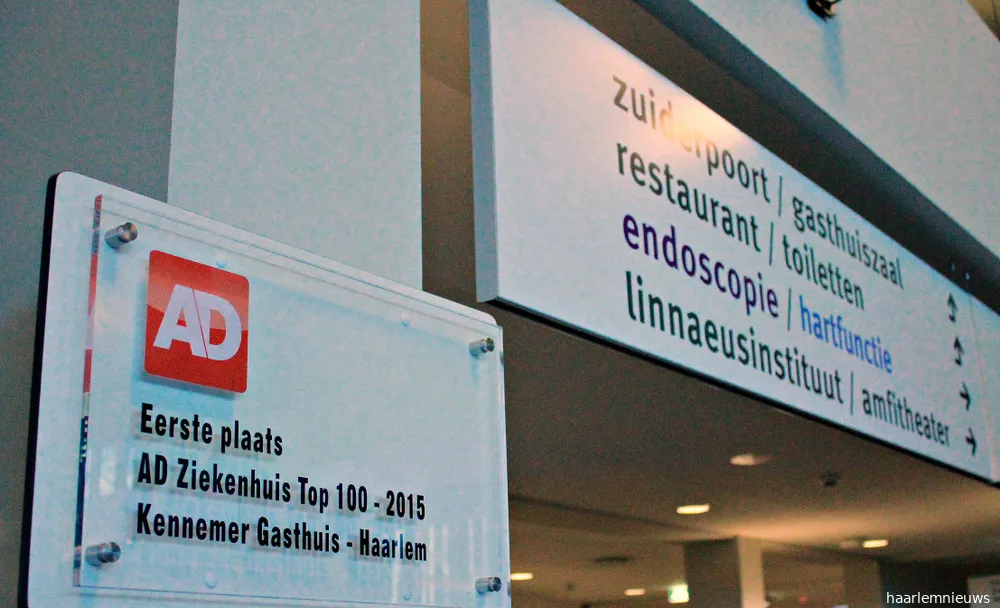 AD
Eerste plaats
AD Ziekenhuis Top 100 - 2015
Kennemer Gasthuis - Haarlem
zuiderpoort / gasthuiszaal
restaurant / toiletten
endoscopie / hartfunctie
linnaeusinstituut / amfitheater
haarlemnieuws